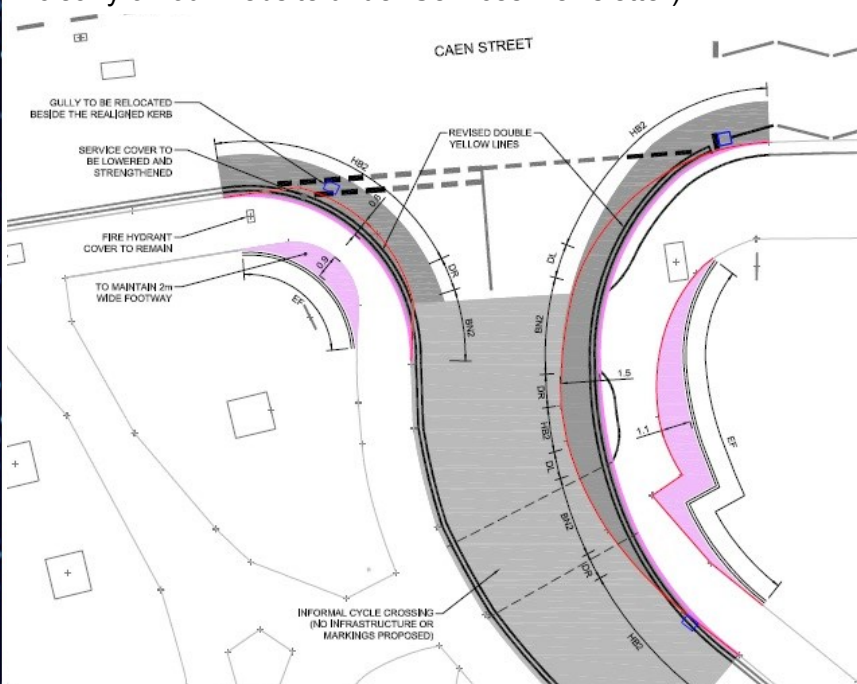 CAEN STREET
GULLY TO BE RELOCATED
BESIDE THE REALIGNED KERB
SERVICE COVER TO
BE LOWERED AND
STRENGTHENED
REVISED DOUBLE
YELLOW LINES
HB2
HB2
FIRE HYDRANT
COVER TO REMAIN
TO MAINTAIN 2m
WIDE FOOTWAY
0.9
EF
DR
BN2
DL
BN2
DR
HB2
DL
BN2
DR
HB2
1.5
1.1
EF
INFORMAL CYCLE CROSSING
(NO INFRASTRUCTURE OR
MARKINGS PROPOSED)